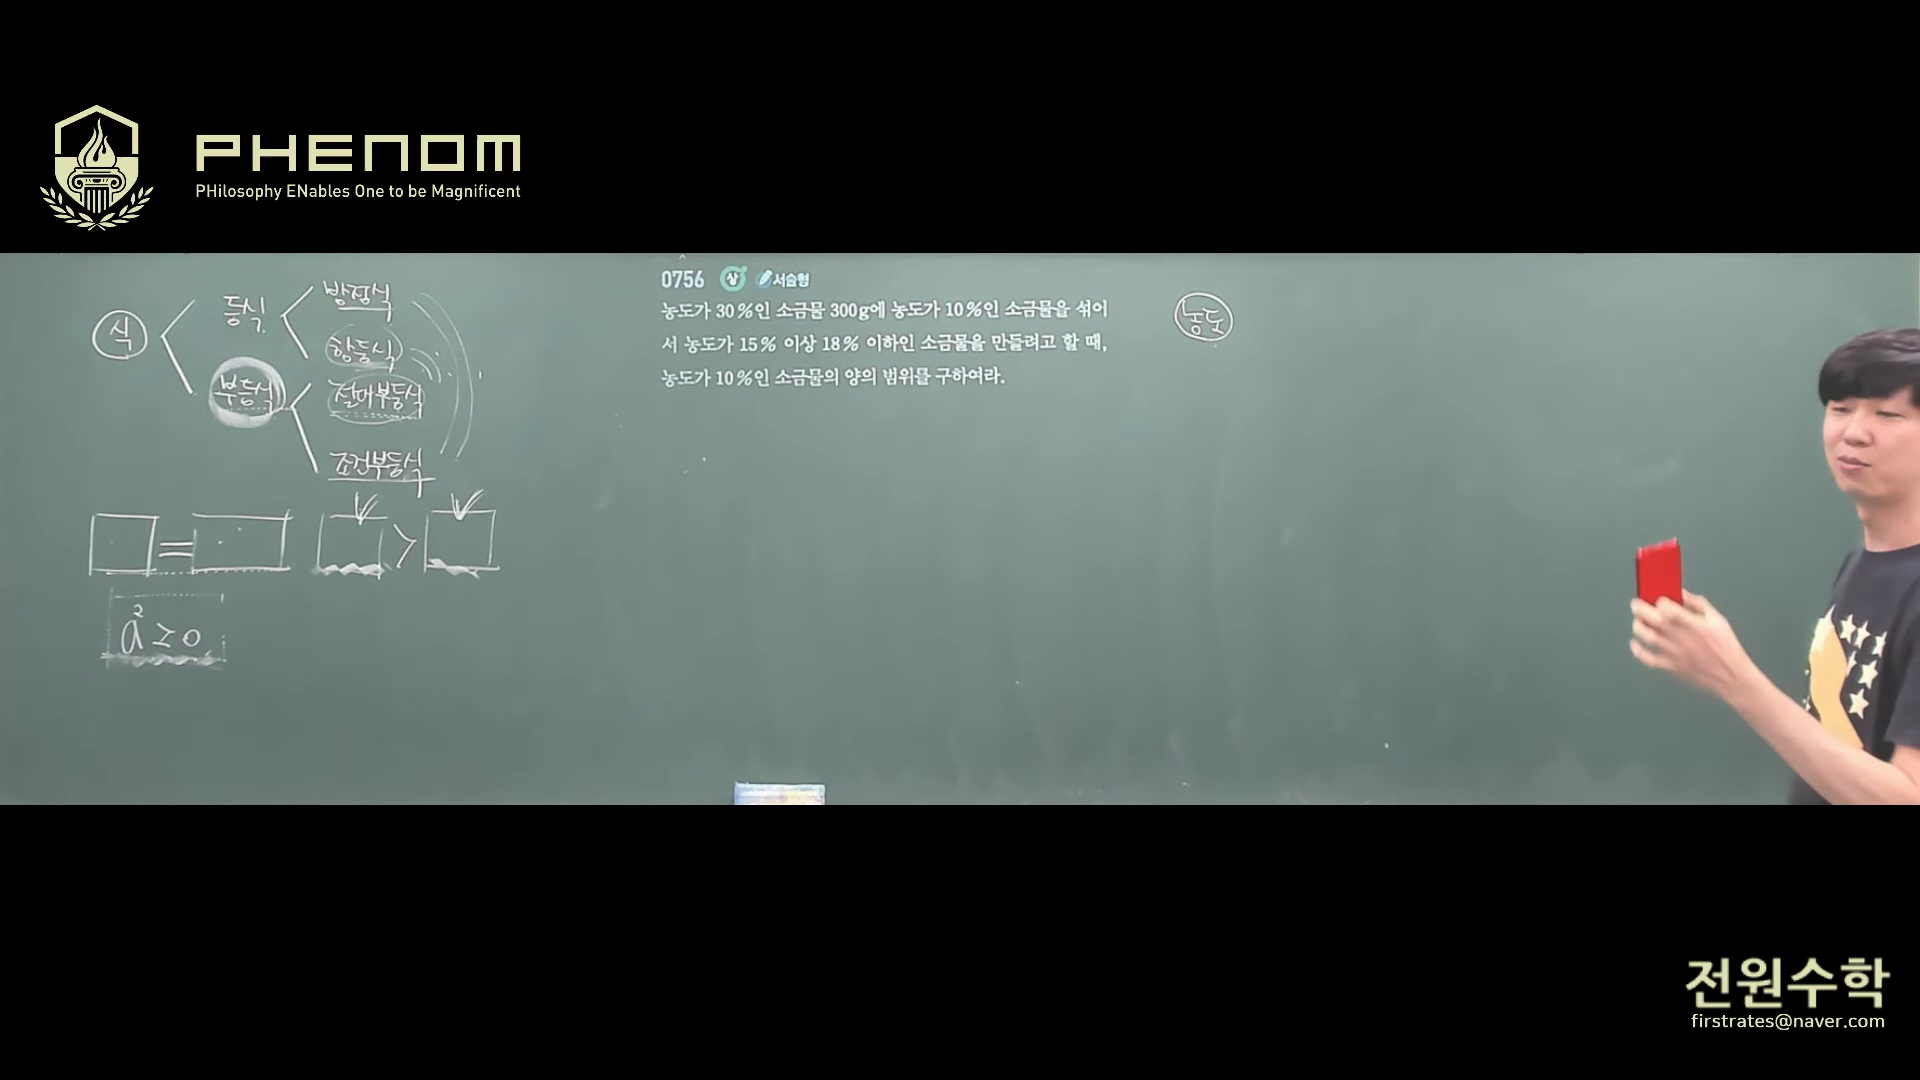 PHENOM
PHilosophy ENables One to be Magnificent
식
등식
방정식
항등식
부등식
절대부등식
조건부등식
=
>
a² ≥ 0
0756 상 서술형
농도가 30%인 소금물 300g에 농도가 10%인 소금물을 섞어
서 농도가 15% 이상 18% 이하인 소금물을 만들려고 할 때,
농도가 10%인 소금물의 양의 범위를 구하여라.
농도
전원수학
firstrates@naver.com